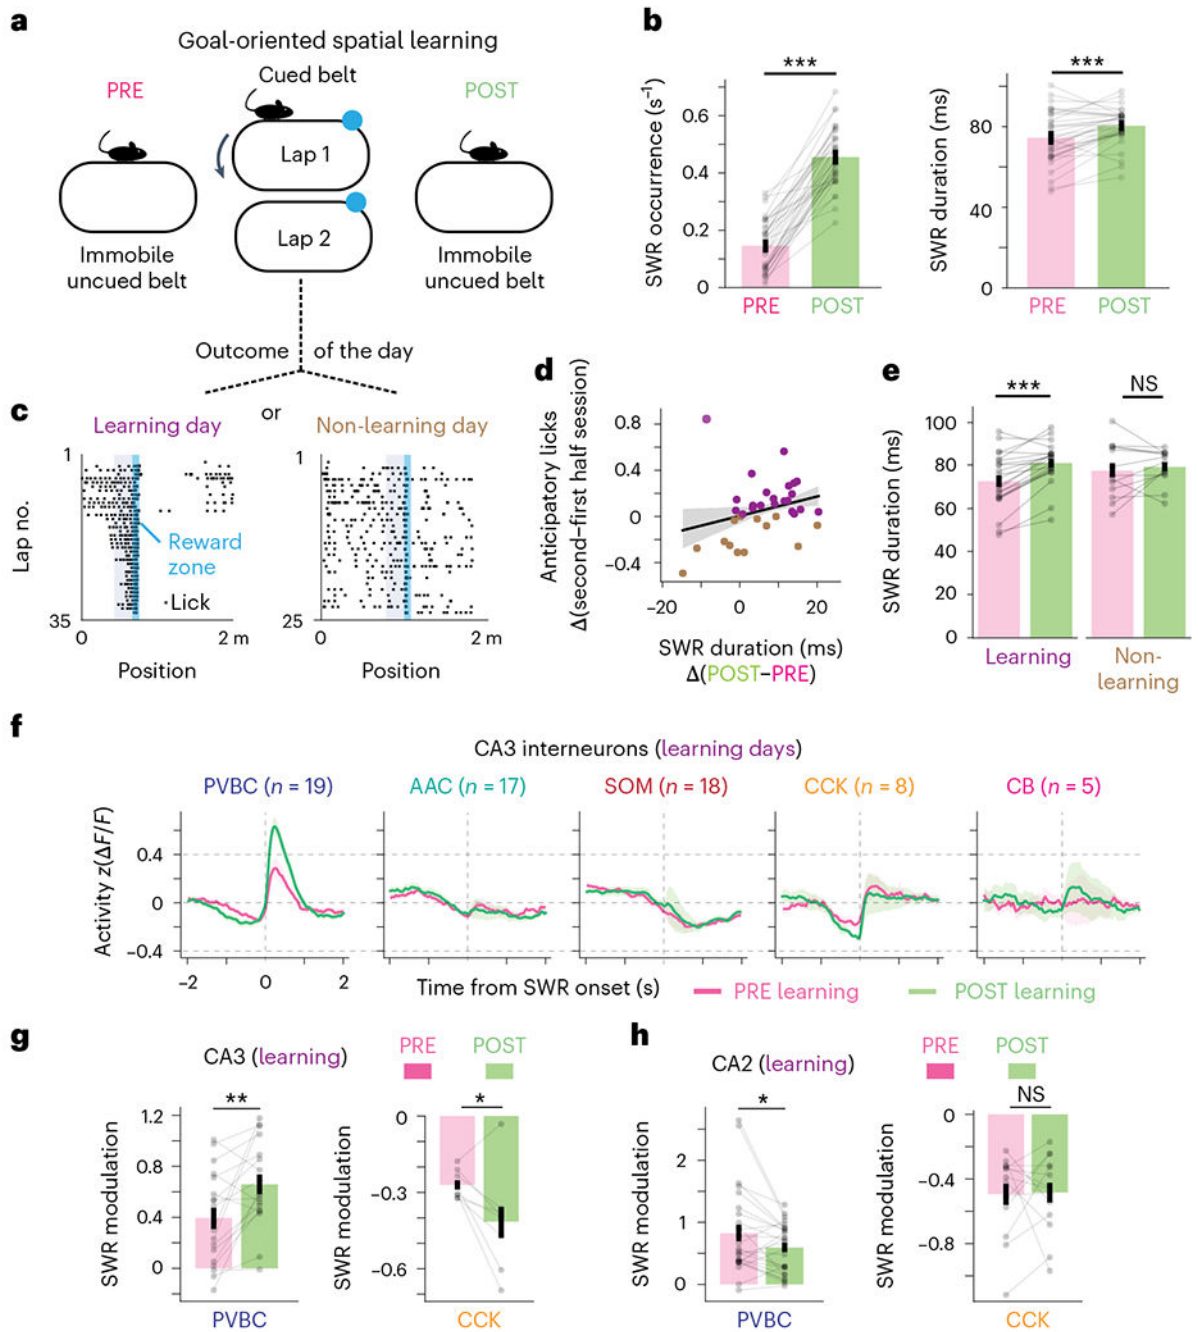 a
Goal-oriented spatial learning
Cued belt
PRE
POST
Lap 1
Lap 2
Immobile
uncued belt
Immobile
uncued belt
Outcome of the day
or
b
SWR occurrence (s⁻¹)
0.6
0.4
0.2
0
***
PRE
POST
SWR duration (ms)
80
40
0
***
PRE
POST
c
Learning day
Non-learning day
Lap no.
1
35
Reward
zone
Lick
0
2 m
Position
1
25
0
2 m
Position
d
Anticipatory licks
Δ(second–first half session)
0.8
0.4
0
–0.4
–20
0
20
SWR duration (ms)
Δ(POST–PRE)
e
SWR duration (ms)
100
80
60
40
20
0
***
NS
Learning
Non-
learning
f
CA3 interneurons (learning days)
PVBC (n = 19)
AAC (n = 17)
SOM (n = 18)
CCK (n = 8)
CB (n = 5)
Activity z(ΔF/F)
0.4
0
–0.4
–2
0
2
Time from SWR onset (s)
PRE learning
POST learning
g
CA3 (learning)
PRE
POST
SWR modulation
1.2
0.8
0.4
0
**
PVBC
SWR modulation
0
–0.3
–0.6
*
CCK
h
CA2 (learning)
PRE
POST
SWR modulation
2
1
0
*
PVBC
SWR modulation
0
–0.4
–0.8
NS
CCK